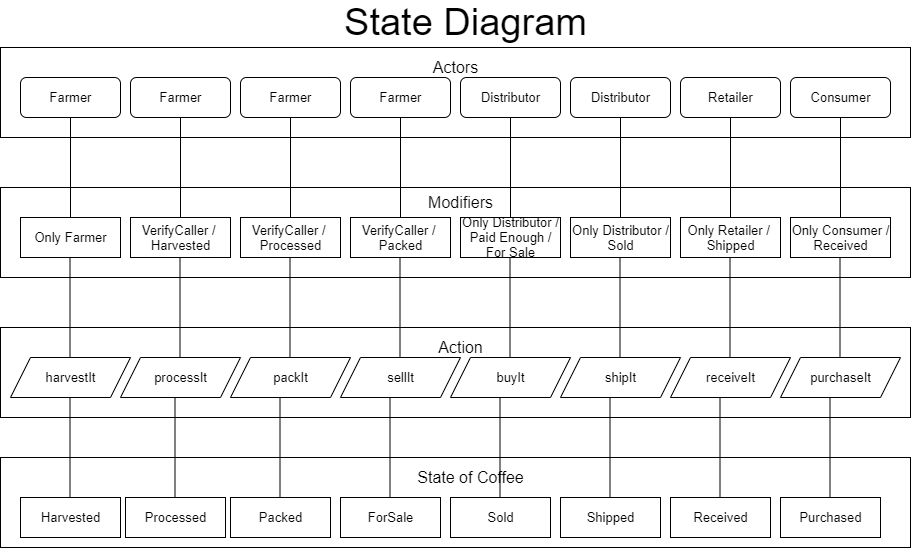 State Diagram
Actors
Farmer
Farmer
Farmer
Farmer
Distributor
Distributor
Retailer
Consumer
Modifiers
Only Farmer
VerifyCaller /
Harvested
VerifyCaller /
Processed
VerifyCaller /
Packed
Only Distributor /
Paid Enough /
For Sale
Only Distributor /
Sold
Only Retailer /
Shipped
Only Consumer /
Received
Action
harvestIt
processIt
packIt
sellIt
buyIt
shipIt
receiveIt
purchaseIt
State of Coffee
Harvested
Processed
Packed
ForSale
Sold
Shipped
Received
Purchased